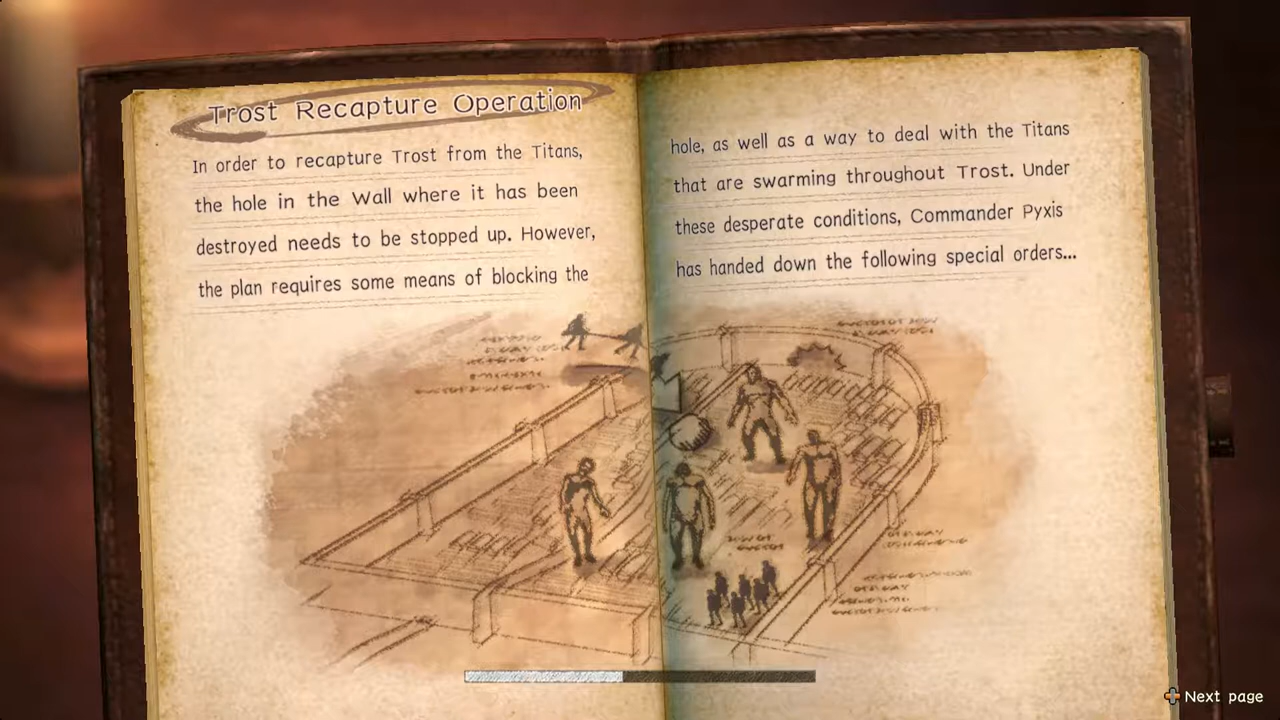 Trost Recapture Operation
In order to recapture Trost from the Titans,
the hole in the Wall where it has been
destroyed needs to be stopped up. However,
the plan requires some means of blocking the
hole, as well as a way to deal with the Titans
that are swarming throughout Trost. Under
these desperate conditions, Commander Pyxis
has handed down the following special orders...
Next page